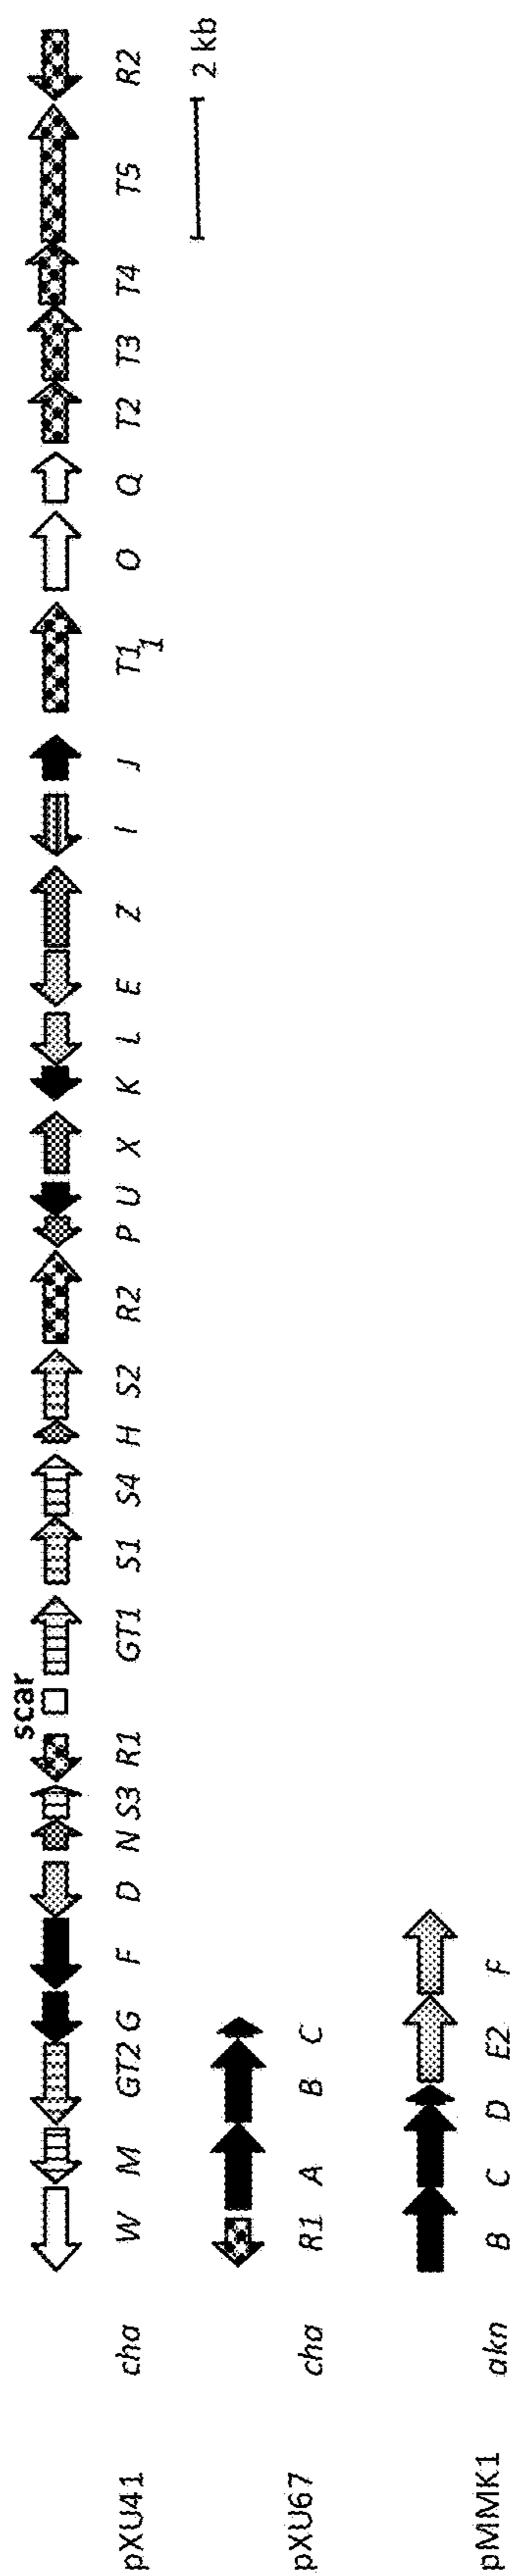 scar
pXU41 cha W M GT2 G F D N S3 R1 GT1 S1 S4 H S2 R2 P U X K L E Z I J T1 O Q T2 T3 T4 T5 R2
1
2 kb
pXU67 cha R1 A B C
pMMK1 akn B C D E2 F